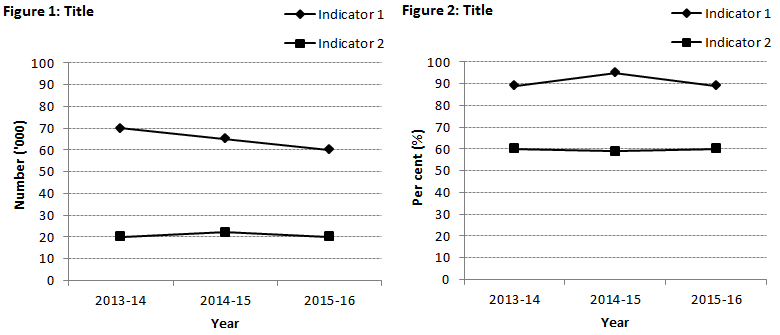 Figure 1: Title
Indicator 1
Indicator 2
Number ('000)
100
90
80
70
60
50
40
30
20
10
0
2013-14 2014-15 2015-16
Year
Figure 2: Title
Indicator 1
Indicator 2
Per cent (%)
100
90
80
70
60
50
40
30
20
10
0
2013-14 2014-15 2015-16
Year